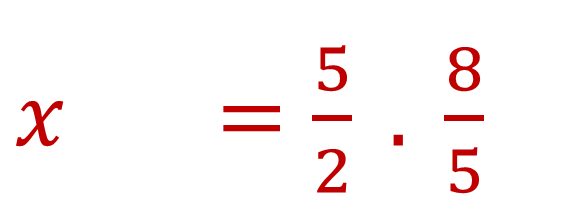 x = 5/2 . 8/5